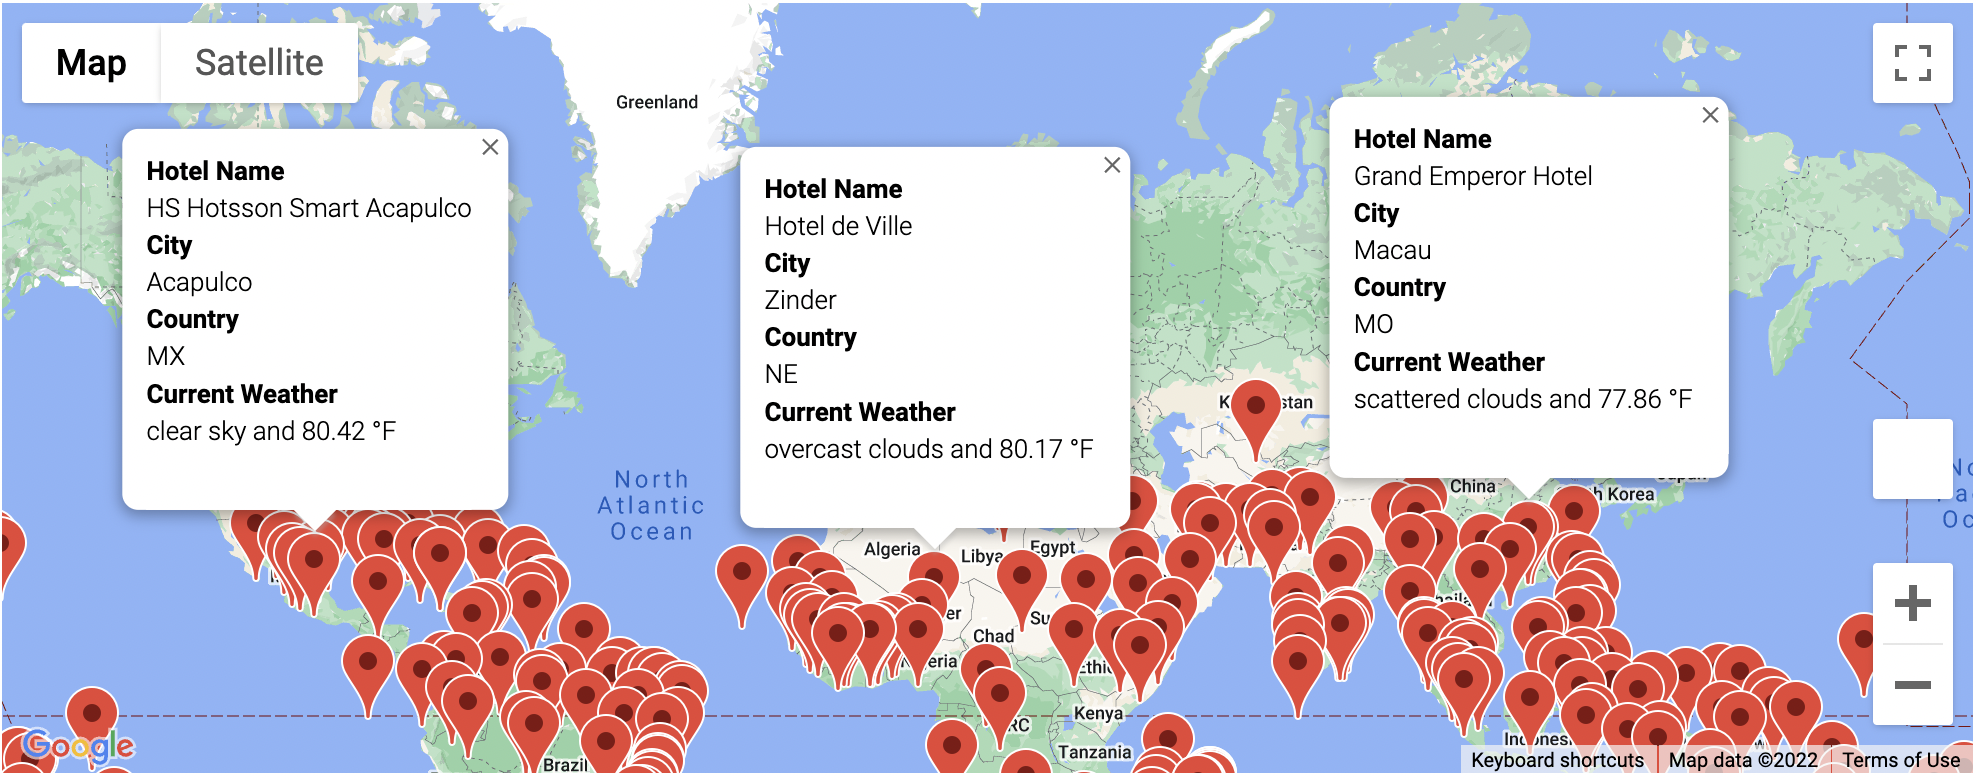 Map
Satellite
Greenland
Hotel Name
HS Hotsson Smart Acapulco
City
Acapulco
Country
MX
Current Weather
clear sky and 80.42 °F
Hotel Name
Hotel de Ville
City
Zinder
Country
NE
Current Weather
overcast clouds and 80.17 °F
Hotel Name
Grand Emperor Hotel
City
Macau
Country
MO
Current Weather
scattered clouds and 77.86 °F
North
Atlantic
Ocean
China
Korea
Algeria
Libya
Egypt
Chad
Kenya
Tanzania
Brazil
Google
Keyboard shortcuts
Map data ©2022
Terms of Use